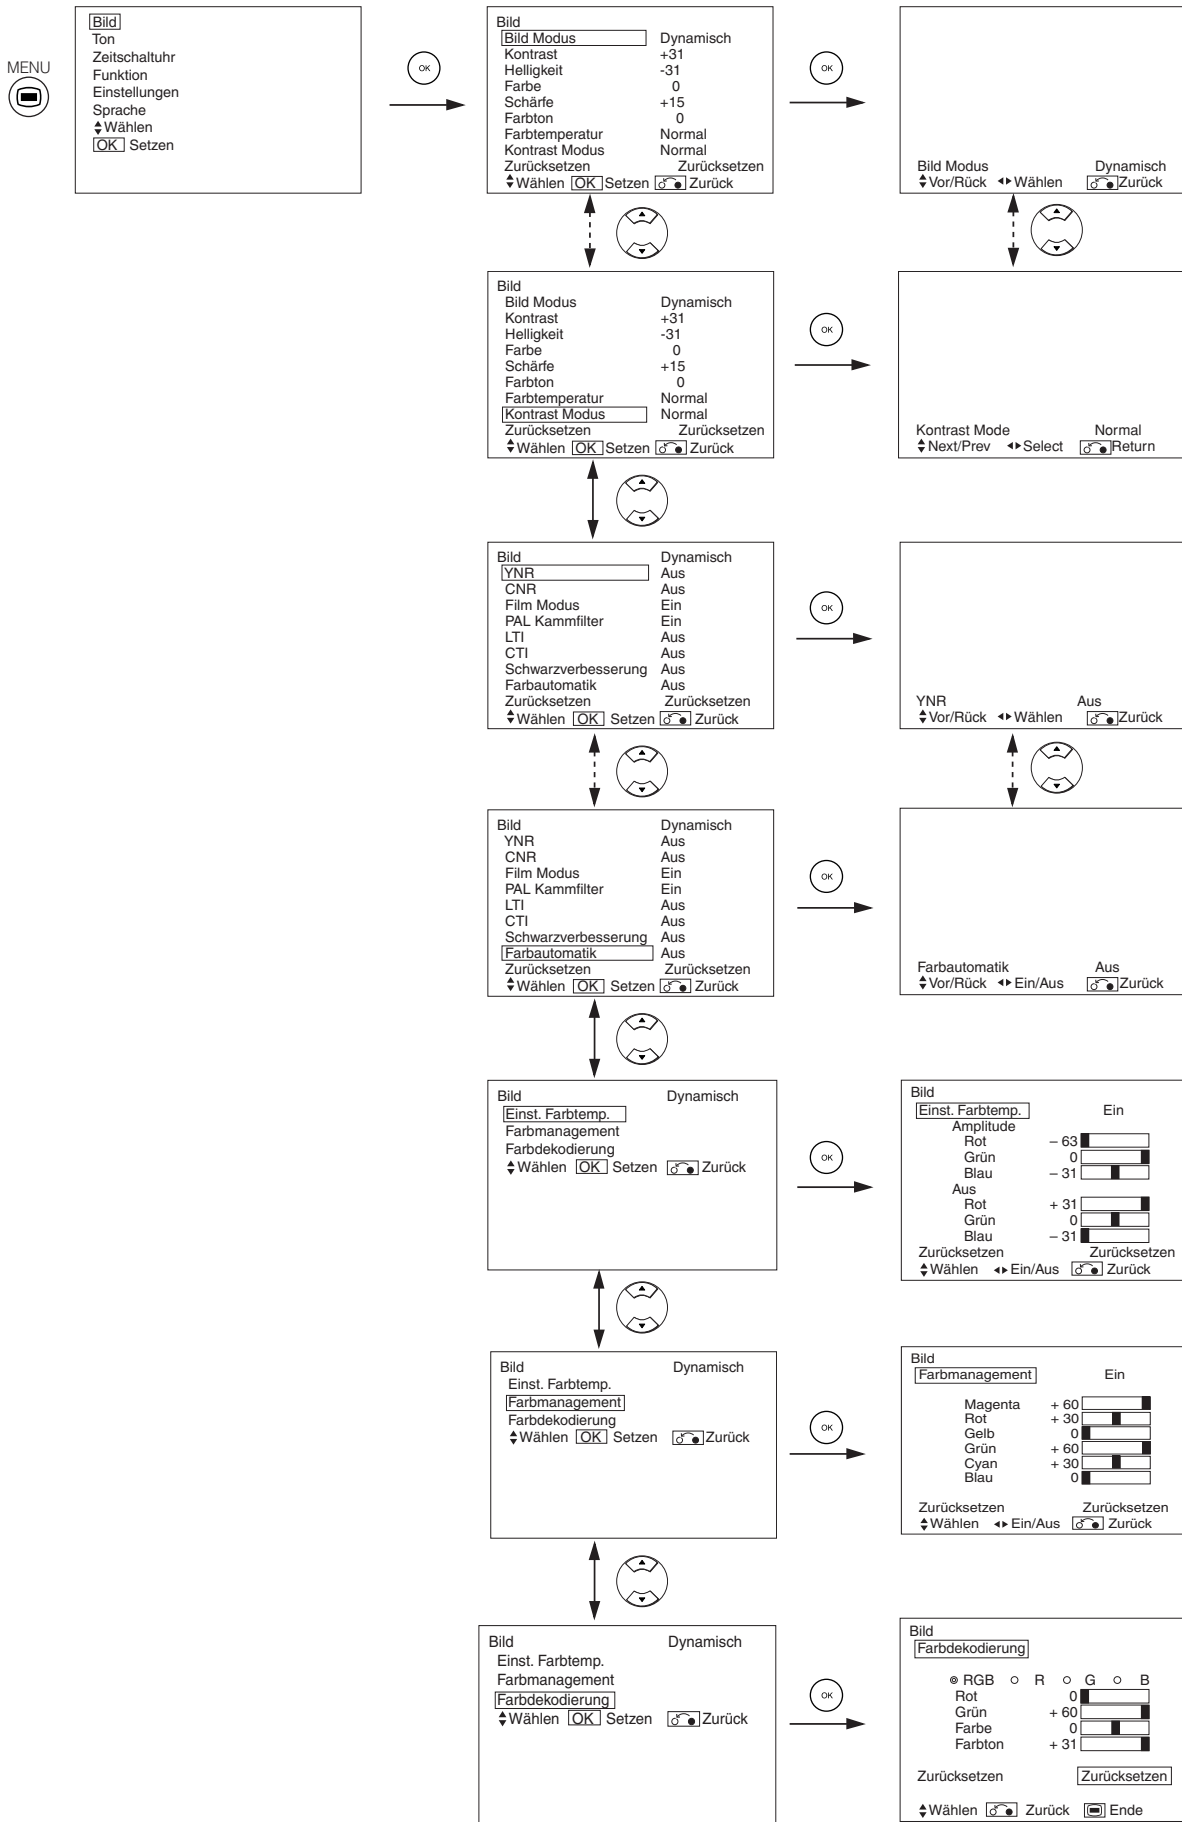 MENU
Bild
Ton
Zeitschaltuhr
Funktion
Einstellungen
Sprache
Wählen
OK Setzen
OK
Bild
Bild Modus Dynamisch
Kontrast +31
Helligkeit -31
Farbe 0
Schärfe +15
Farbton 0
Farbtemperatur Normal
Kontrast Modus Normal
Zurücksetzen Zurücksetzen
Wählen OK Setzen Zurück
OK
Bild Modus Dynamisch
Vor/Rück Wählen Zurück
Bild
Bild Modus Dynamisch
Kontrast +31
Helligkeit -31
Farbe 0
Schärfe +15
Farbton 0
Farbtemperatur Normal
Kontrast Modus Normal
Zurücksetzen Zurücksetzen
Wählen OK Setzen Zurück
OK
Kontrast Mode Normal
Next/Prev Select Return
Bild Dynamisch
YNR Aus
CNR Aus
Film Modus Ein
PAL Kammfilter Ein
LTI Aus
CTI Aus
Schwarzverbesserung Aus
Farbautomatik Aus
Zurücksetzen Zurücksetzen
Wählen OK Setzen Zurück
OK
YNR Aus
Vor/Rück Wählen Zurück
Bild Dynamisch
YNR Aus
CNR Aus
Film Modus Ein
PAL Kammfilter Ein
LTI Aus
CTI Aus
Schwarzverbesserung Aus
Farbautomatik Aus
Zurücksetzen Zurücksetzen
Wählen OK Setzen Zurück
OK
Farbautomatik Aus
Vor/Rück Ein/Aus Zurück
Bild Dynamisch
Einst. Farbtemp.
Farbmanagement
Farbdekodierung
Wählen OK Setzen Zurück
OK
Bild
Einst. Farbtemp. Ein
Amplitude
Rot – 63
Grün 0
Blau – 31
Aus
Rot + 31
Grün 0
Blau – 31
Zurücksetzen Zurücksetzen
Wählen Ein/Aus Zurück
Bild Dynamisch
Einst. Farbtemp.
Farbmanagement
Farbdekodierung
Wählen OK Setzen Zurück
OK
Bild
Farbmanagement Ein
Magenta + 60
Rot + 30
Gelb 0
Grün + 60
Cyan + 30
Blau 0
Zurücksetzen Zurücksetzen
Wählen Ein/Aus Zurück
Bild Dynamisch
Einst. Farbtemp.
Farbmanagement
Farbdekodierung
Wählen OK Setzen Zurück
OK
Bild
Farbdekodierung
RGB R G B
Rot 0
Grün + 60
Farbe 0
Farbton + 31
Zurücksetzen Zurücksetzen
Wählen Zurück Ende